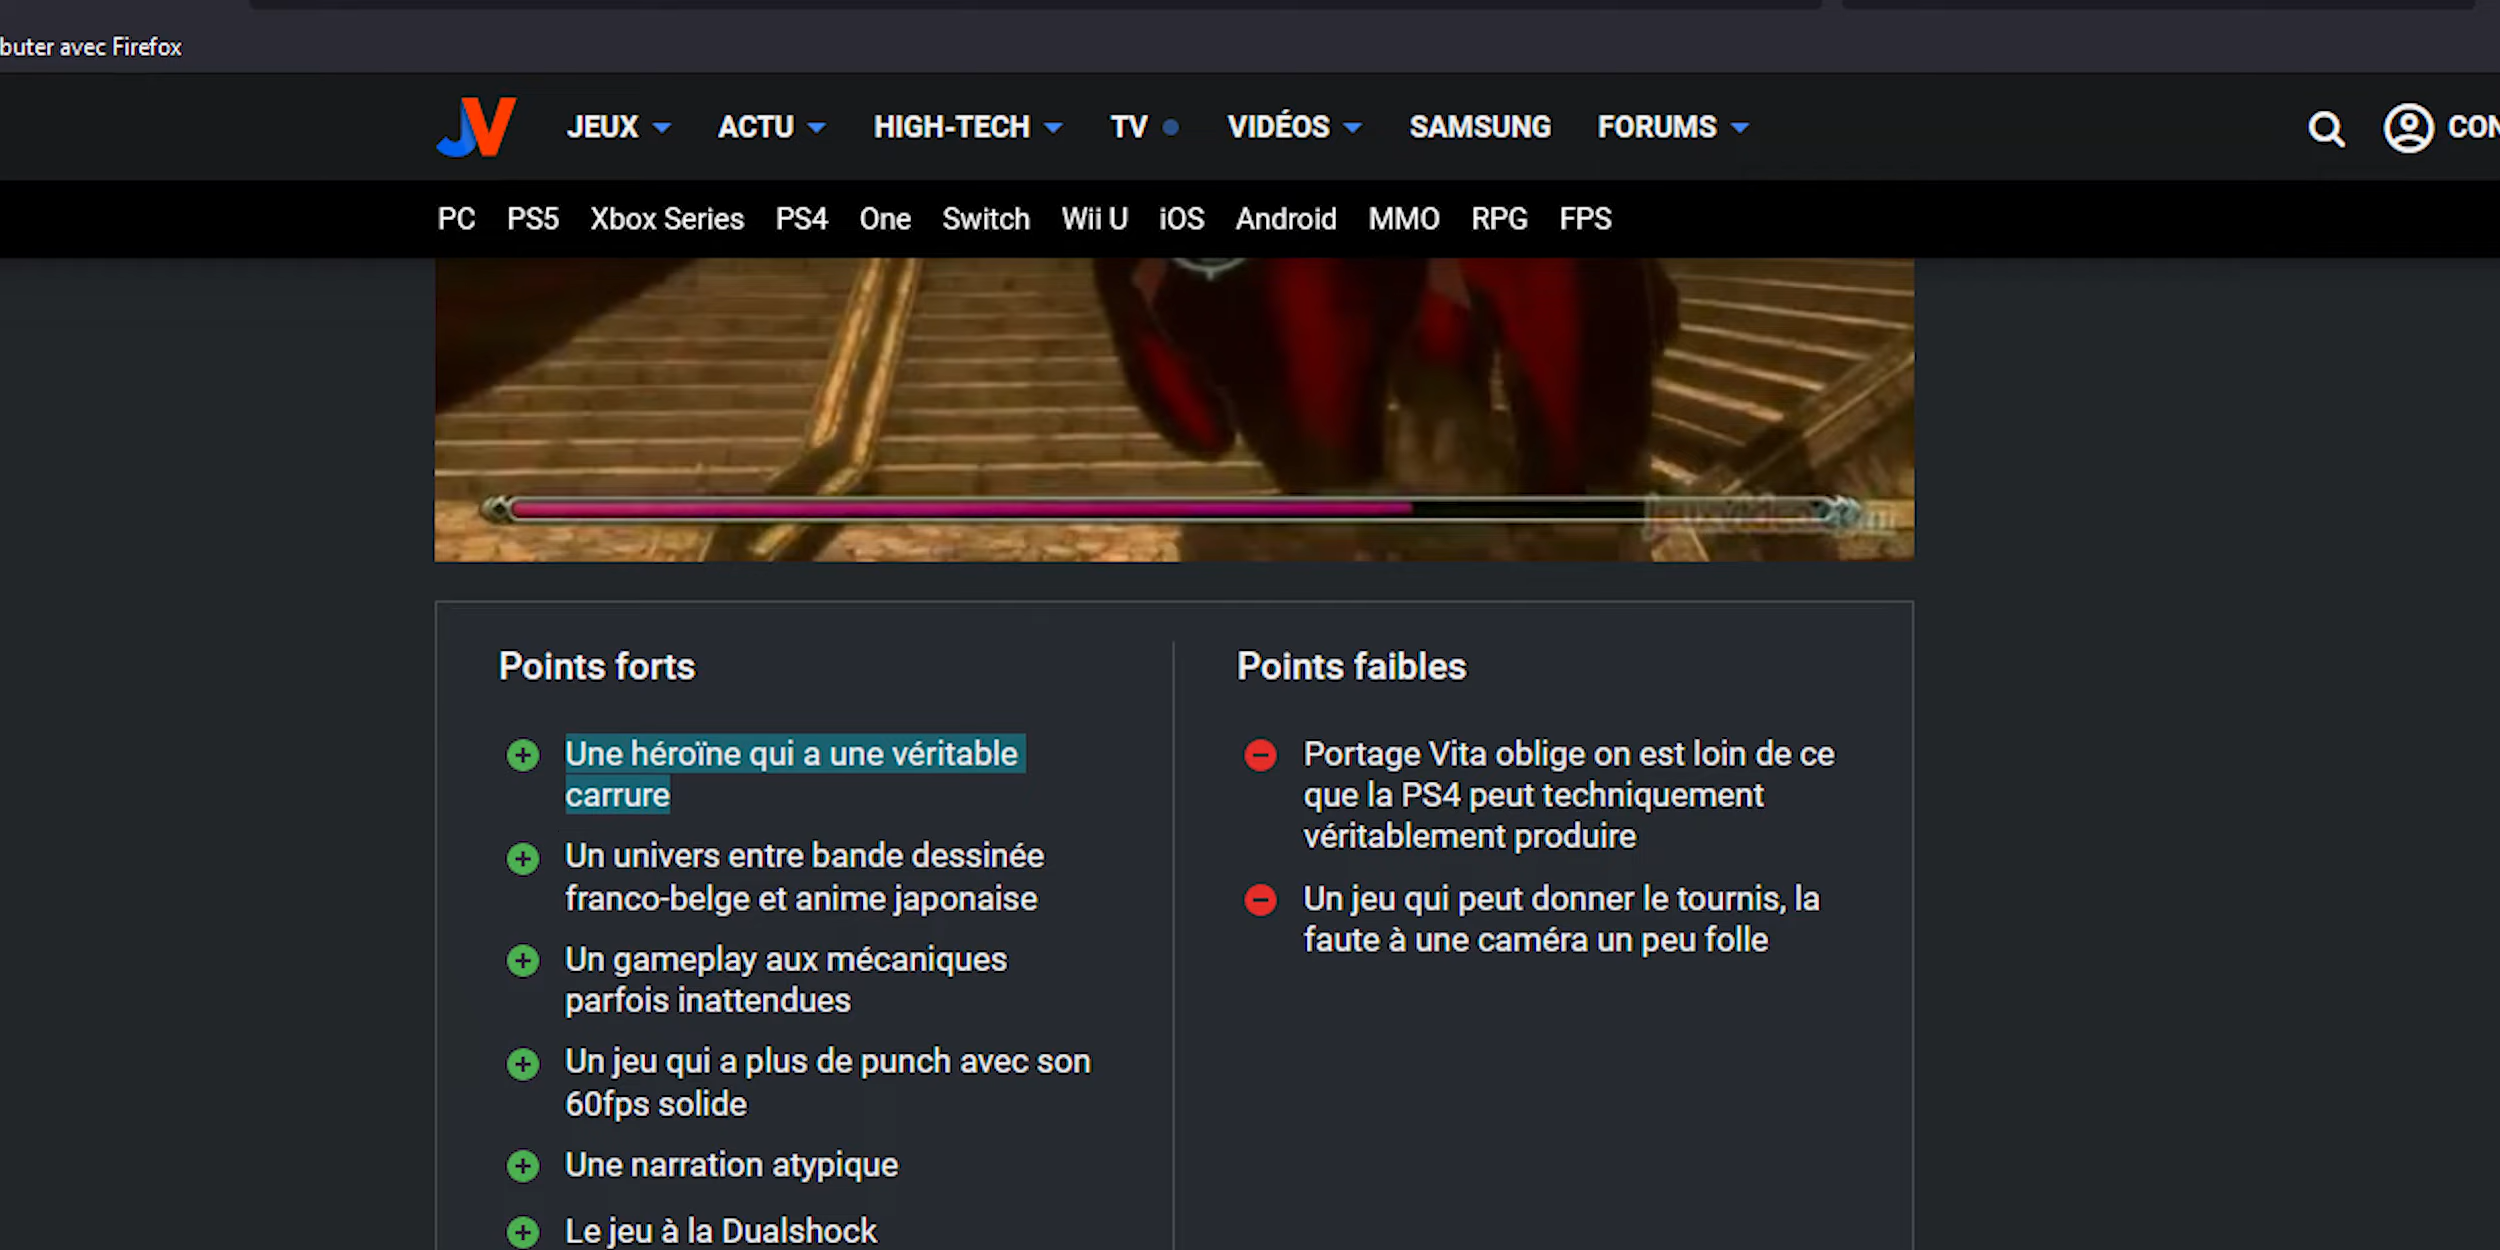 buter avec Firefox
JV JEUX ACTU HIGH-TECH TV VIDÉOS SAMSUNG FORUMS CON
PC PS5 Xbox Series PS4 One Switch Wii U iOS Android MMO RPG FPS
jeuxvideo.com
Points forts
Une héroïne qui a une véritable
carrure
Un univers entre bande dessinée
franco-belge et anime japonaise
Un gameplay aux mécaniques
parfois inattendues
Un jeu qui a plus de punch avec son
60fps solide
Une narration atypique
Le jeu à la Dualshock
Points faibles
Portage Vita oblige on est loin de ce
que la PS4 peut techniquement
véritablement produire
Un jeu qui peut donner le tournis, la
faute à une caméra un peu folle